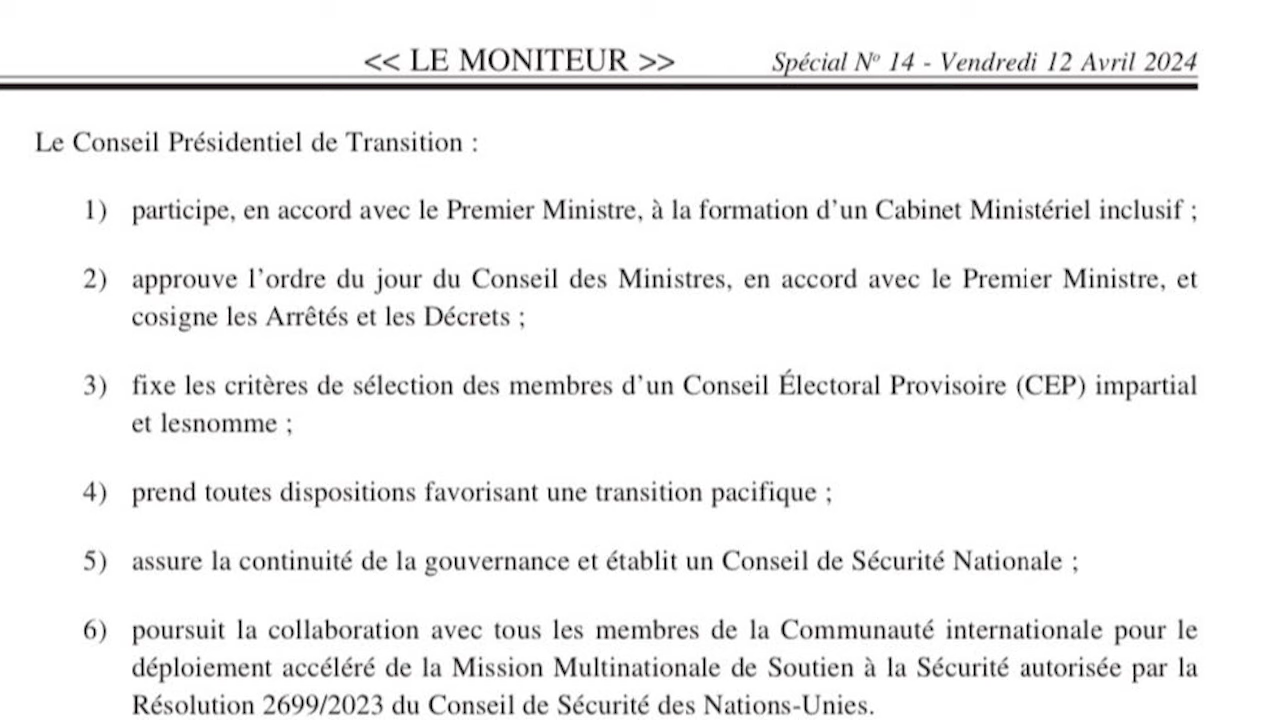 << LE MONITEUR >> Spécial Nº 14 - Vendredi 12 Avril 2024
Le Conseil Présidentiel de Transition :
1) participe, en accord avec le Premier Ministre, à la formation d’un Cabinet Ministériel inclusif ;
2) approuve l’ordre du jour du Conseil des Ministres, en accord avec le Premier Ministre, et
cosigne les Arrêtés et les Décrets ;
3) fixe les critères de sélection des membres d’un Conseil Électoral Provisoire (CEP) impartial
et lesnomme ;
4) prend toutes dispositions favorisant une transition pacifique ;
5) assure la continuité de la gouvernance et établit un Conseil de Sécurité Nationale ;
6) poursuit la collaboration avec tous les membres de la Communauté internationale pour le
déploiement accéléré de la Mission Multinationale de Soutien à la Sécurité autorisée par la
Résolution 2699/2023 du Conseil de Sécurité des Nations-Unies.